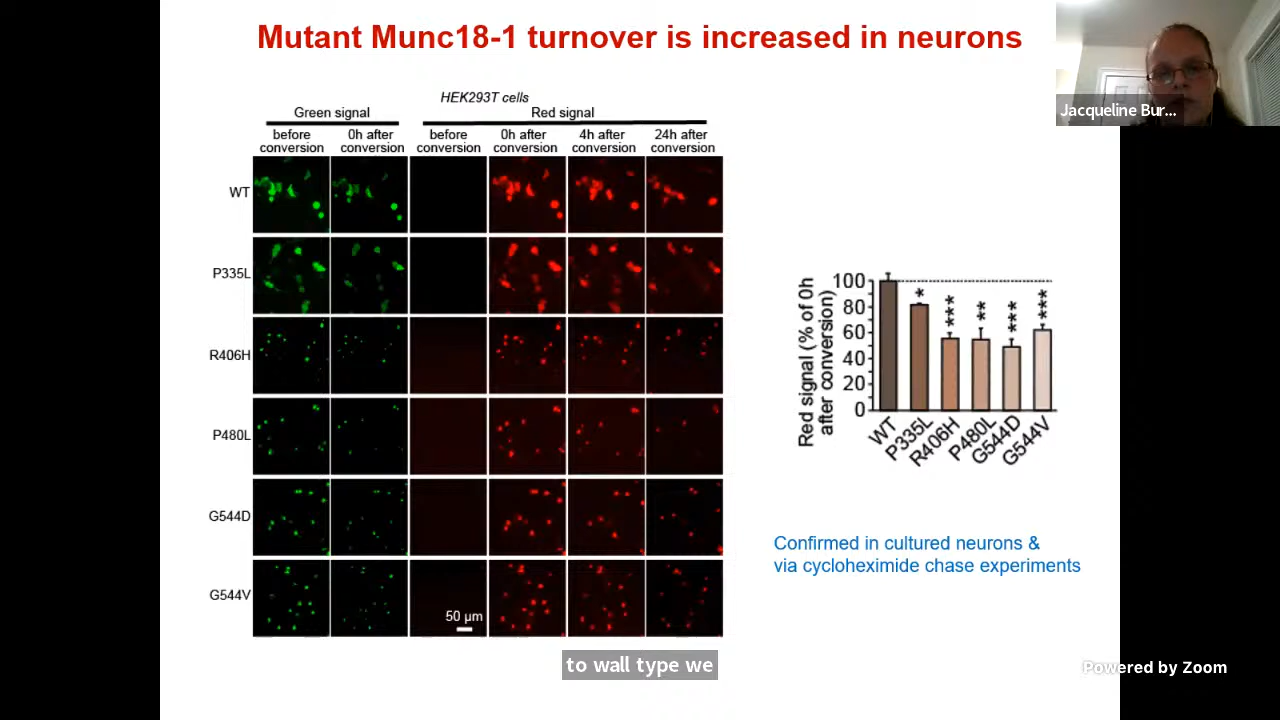 Mutant Munc18-1 turnover is increased in neurons
Jacqueline Bur...
HEK293T cells
Green signal
Red signal
before conversion
0h after conversion
before conversion
0h after conversion
4h after conversion
24h after conversion
WT
P335L
R406H
P480L
G544D
G544V
50 µm
Red signal (% of 0h
after conversion)
100
80
60
40
20
0
*
***
**
***
***
WT
P335L
R406H
P480L
G544D
G544V
Confirmed in cultured neurons &
via cycloheximide chase experiments
to wall type we
Powered by Zoom